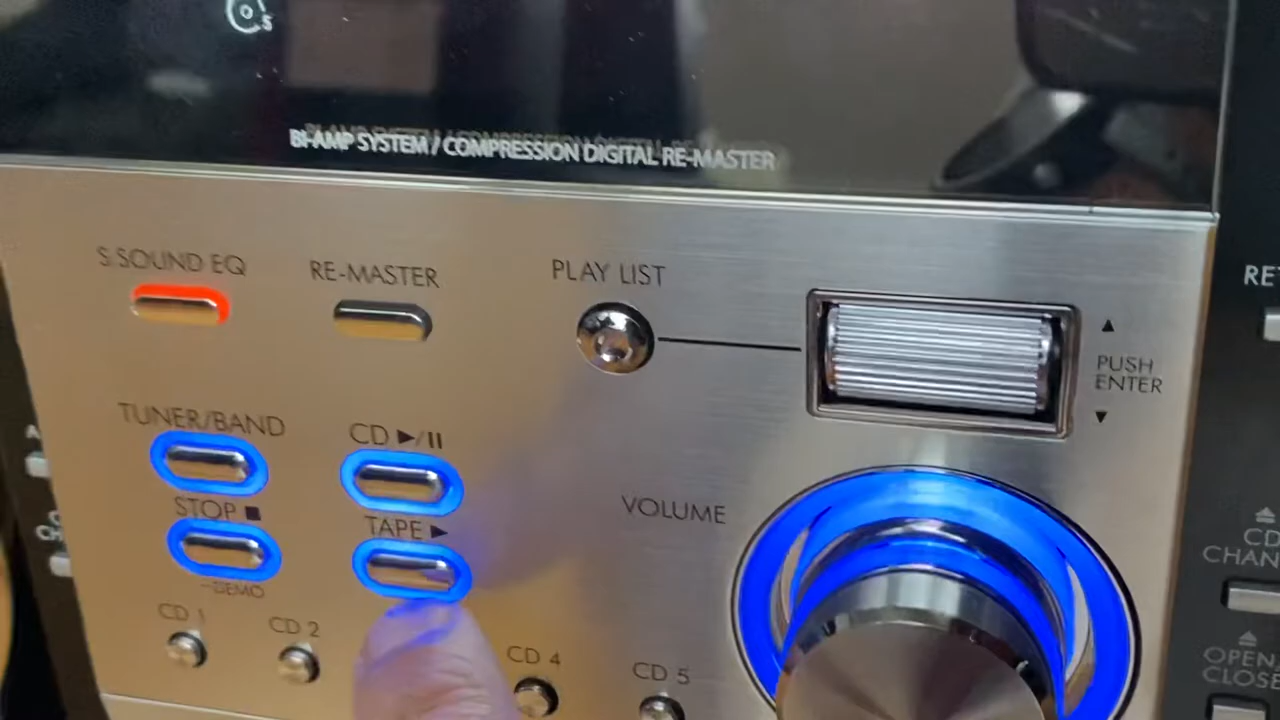 BI-AMP SYSTEM / COMPRESSION DIGITAL RE-MASTER
S.SOUND EQ
RE-MASTER
PLAY LIST
▲
PUSH
ENTER
▼
TUNER/BAND
CD ►/II
STOP ■
TAPE ►
VOLUME
–DEMO
CD 1
CD 2
CD 4
CD 5
▲
CD
CHAN
▲
OPEN
CLOSE